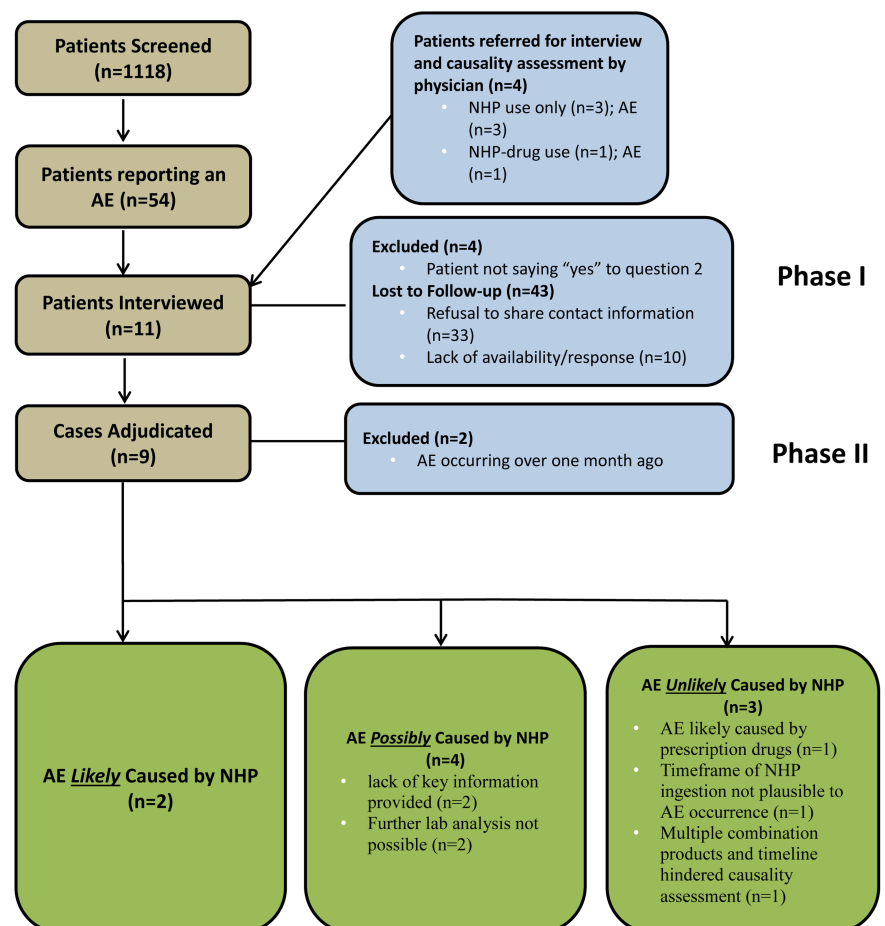 Patients Screened
(n=1118)
Patients referred for interview
and causality assessment by
physician (n=4)
• NHP use only (n=3); AE
(n=3)
• NHP-drug use (n=1); AE
(n=1)
Patients reporting an
AE (n=54)
Excluded (n=4)
• Patient not saying “yes” to question 2
Lost to Follow-up (n=43)
• Refusal to share contact information
(n=33)
• Lack of availability/response (n=10)
Phase I
Patients Interviewed
(n=11)
Cases Adjudicated
(n=9)
Excluded (n=2)
• AE occurring over one month ago
Phase II
AE Likely Caused by NHP
(n=2)
AE Possibly Caused by NHP
(n=4)
• lack of key information
provided (n=2)
• Further lab analysis not
possible (n=2)
AE Unlikely Caused by NHP
(n=3)
• AE likely caused by
prescription drugs (n=1)
• Timeframe of NHP
ingestion not plausible to
AE occurrence (n=1)
• Multiple combination
products and timeline
hindered causality
assessment (n=1)